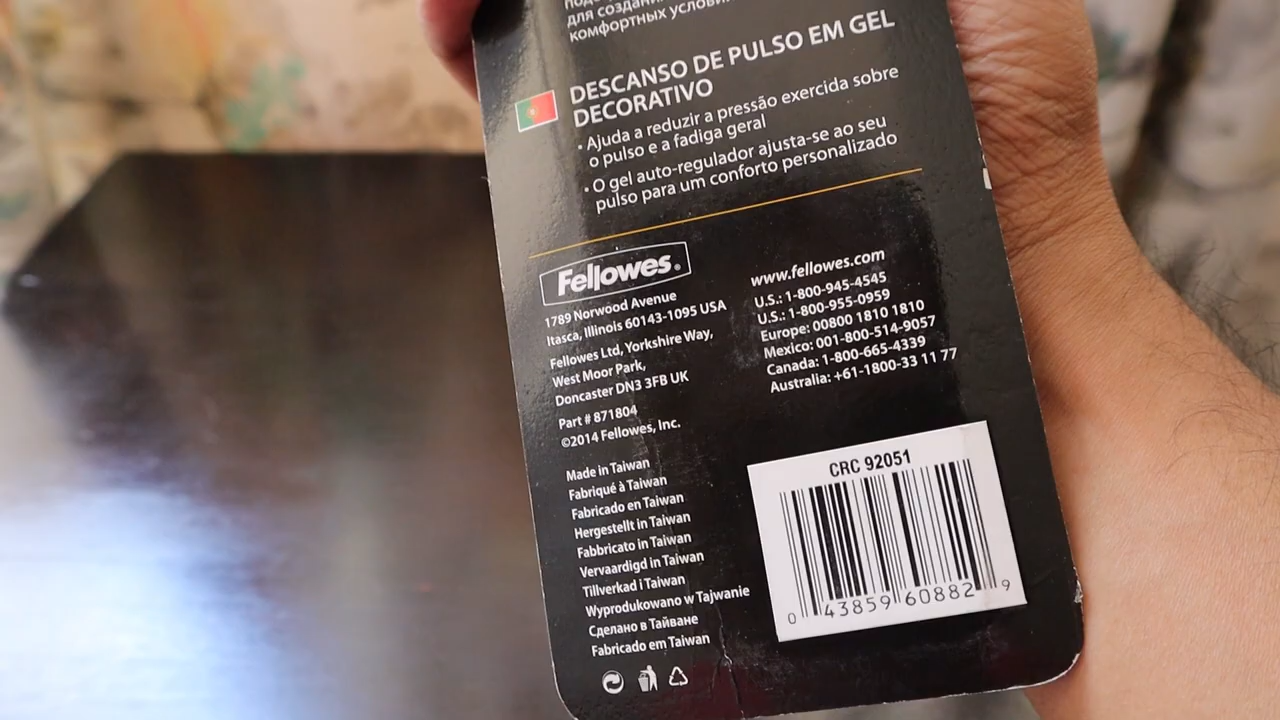 для создания
комфортных
DESCANSO DE PULSO EM GEL
DECORATIVO
• Ajuda a reduzir a pressão exercida sobre
o pulso e a fadiga geral
• O gel auto-regulador ajusta-se ao seu
pulso para um conforto personalizado
Fellowes.
1789 Norwood Avenue
Itasca, Illinois 60143-1095 USA
Fellowes Ltd, Yorkshire Way,
West Moor Park,
Doncaster DN3 3FB UK
Part # 871804
©2014 Fellowes, Inc.
www.fellowes.com
U.S.: 1-800-945-4545
U.S.: 1-800-955-0959
Europe: 00800 1810 1810
Mexico: 001-800-514-9057
Canada: 1-800-665-4339
Australia: +61-1800-33 11 77
Made in Taiwan
Fabriqué à Taiwan
Fabricado en Taiwan
Hergestellt in Taiwan
Fabbricato in Taiwan
Vervaardigd in Taiwan
Tillverkad i Taiwan
Wyprodukowano w Tajwanie
Сделано в Тайване
Fabricado em Taiwan
CRC 92051
0 43859 60882 9